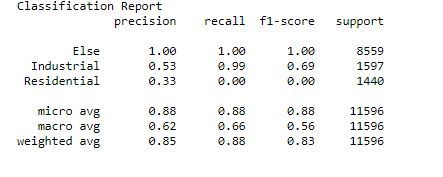 Classification Report
precision recall f1-score support
Else 1.00 1.00 1.00 8559
Industrial 0.53 0.99 0.69 1597
Residential 0.33 0.00 0.00 1440
micro avg 0.88 0.88 0.88 11596
macro avg 0.62 0.66 0.56 11596
weighted avg 0.85 0.88 0.83 11596